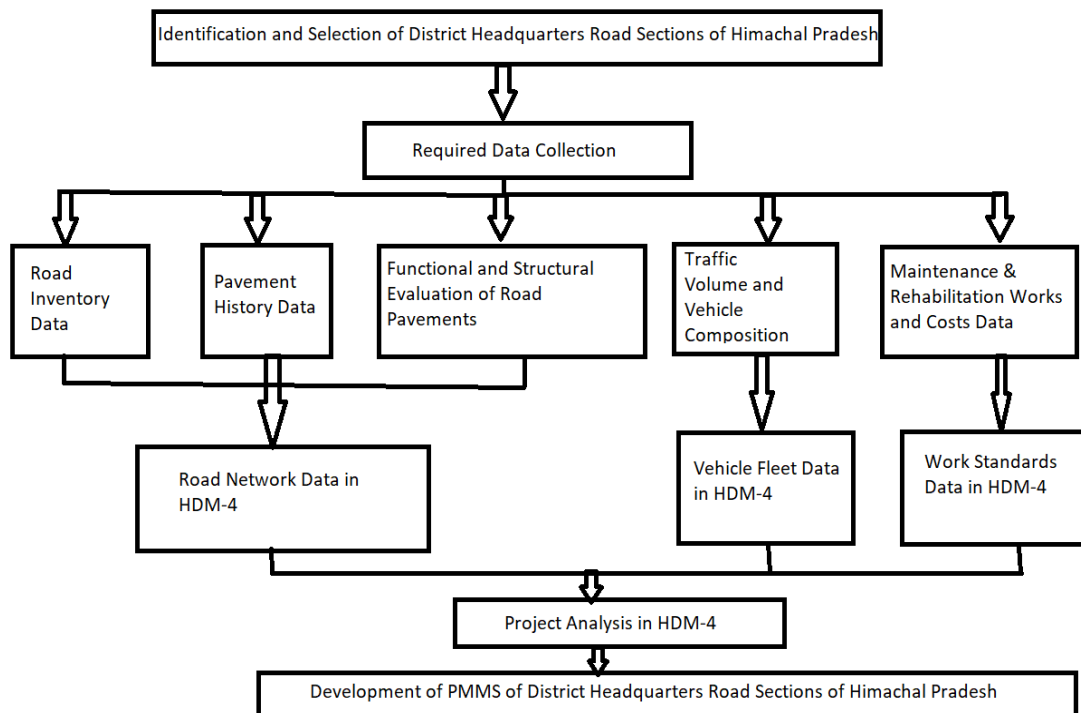 Identification and Selection of District Headquarters Road Sections of Himachal Pradesh
Required Data Collection
Road
Inventory
Data
Pavement
History Data
Functional and Structural
Evaluation of Road
Pavements
Traffic
Volume and
Vehicle
Composition
Maintenance &
Rehabilitation Works
and Costs Data
Road Network Data in
HDM-4
Vehicle Fleet Data
in HDM-4
Work Standards
Data in HDM-4
Project Analysis in HDM-4
Development of PMMS of District Headquarters Road Sections of Himachal Pradesh